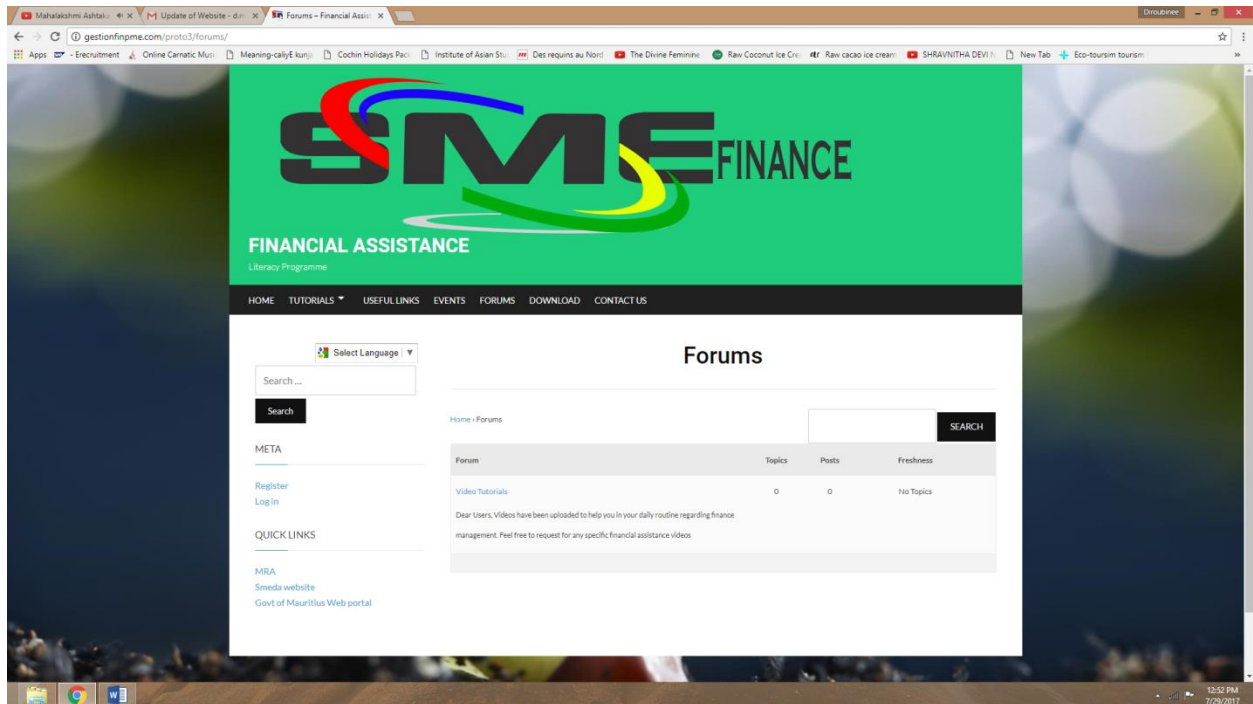 Mahalakshmi Ashtak
Update of Website - d.m
Forums – Financial Assist
Diroubinee
gestionfinpme.com/proto3/forums/
Apps
- Erecruitment
Online Carnatic Musi
Meaning-caliyE kunj
Cochin Holidays Pack
Institute of Asian Stu
Des requins au Nord
The Divine Feminine
Raw Coconut Ice Cre
Raw cacao ice cream
SHRAVNITHA DEVI N
New Tab
Eco-toursim tourism
SME FINANCE
FINANCIAL ASSISTANCE
Literacy Programme
HOME TUTORIALS USEFUL LINKS EVENTS FORUMS DOWNLOAD CONTACT US
Select Language
Search ...
Search
META
Register
Log in
QUICK LINKS
MRA
Smeda website
Govt of Mauritius Web portal
Forums
Home › Forums
SEARCH
Forum Topics Posts Freshness
Video Tutorials 0 0 No Topics
Dear Users, Videos have been uploaded to help you in your daily routine regarding finance
management. Feel free to request for any specific financial assistance videos
12:52 PM
7/29/2017